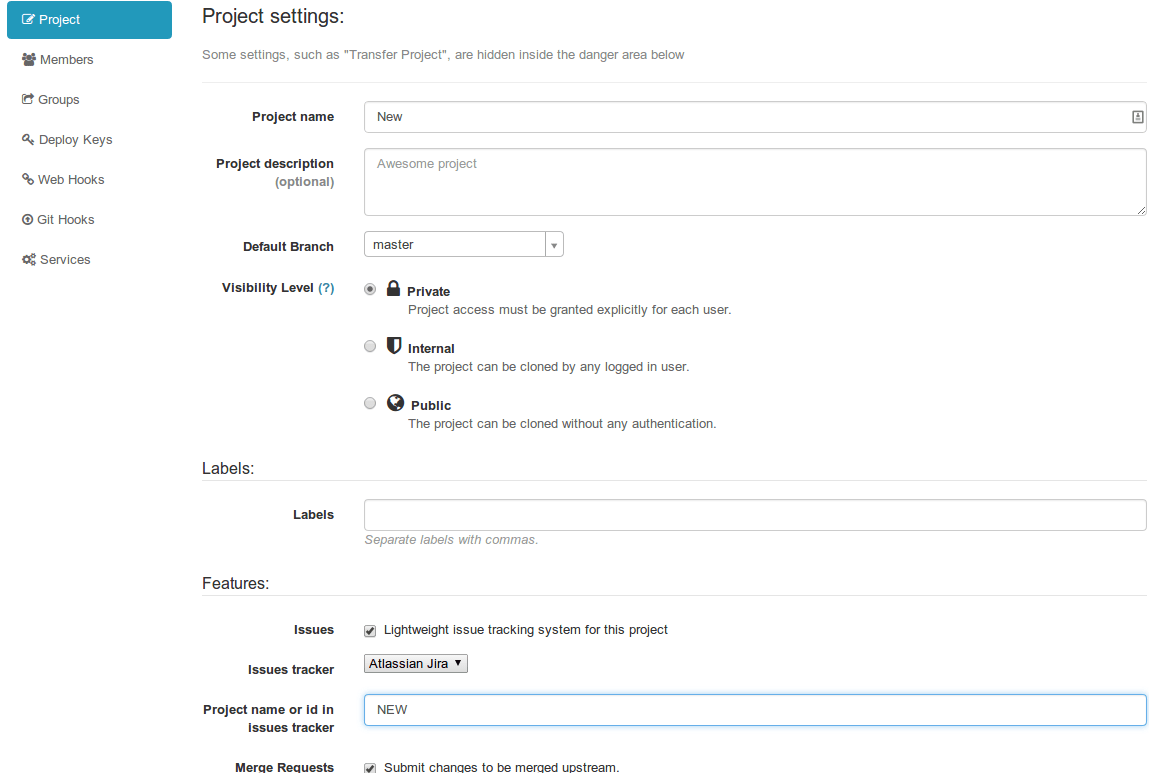 Project
Members
Groups
Deploy Keys
Web Hooks
Git Hooks
Services
Project settings:
Some settings, such as "Transfer Project", are hidden inside the danger area below
Project name
New
Project description
(optional)
Awesome project
Default Branch
master
Visibility Level (?)
Private
Project access must be granted explicitly for each user.
Internal
The project can be cloned by any logged in user.
Public
The project can be cloned without any authentication.
Labels:
Labels
Separate labels with commas.
Features:
Issues
Lightweight issue tracking system for this project
Issues tracker
Atlassian Jira
Project name or id in
issues tracker
NEW
Merge Requests
Submit changes to be merged upstream.